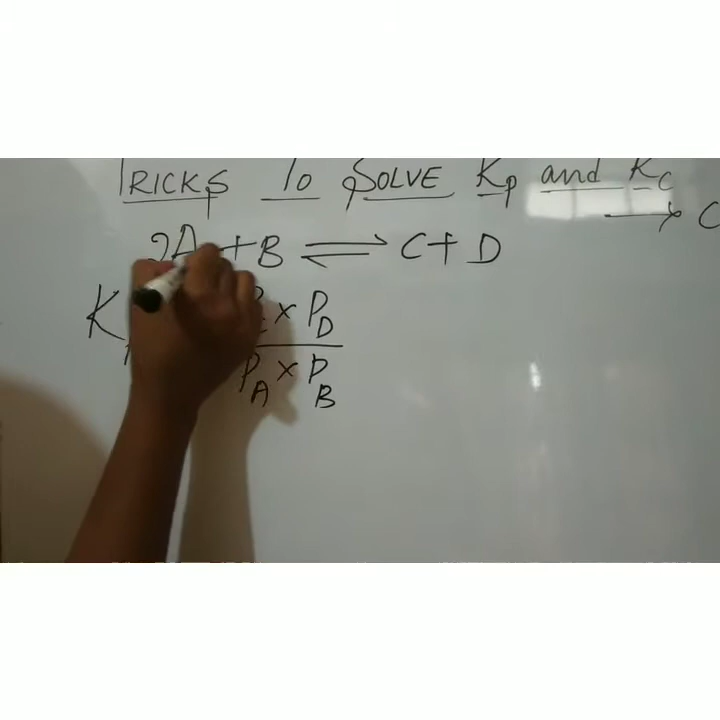 TRICKS To SOLVE Kp and Kc
→ C
2A + B ⇌ C + D
K × P_D
P_A × P_B